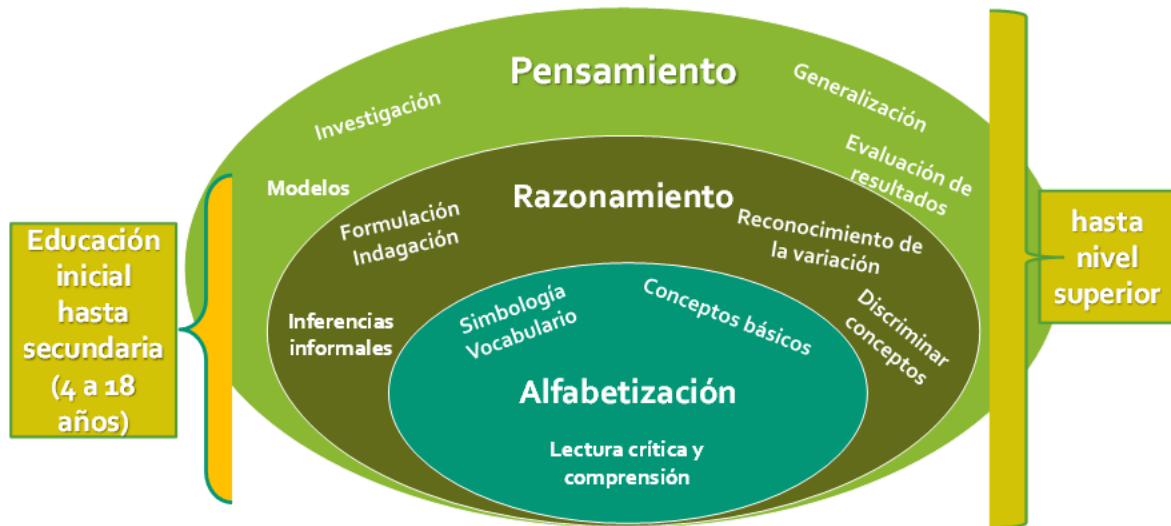 Pensamiento
Investigación
Generalización
Evaluación de
resultados
Modelos
Razonamiento
Formulación
Indagación
Reconocimiento de
la variación
Inferencias
informales
Discriminar
conceptos
Simbología
Vocabulario
Conceptos básicos
Alfabetización
Lectura crítica y
comprensión
Educación
inicial
hasta
secundaria
(4 a 18
años)
hasta
nivel
superior